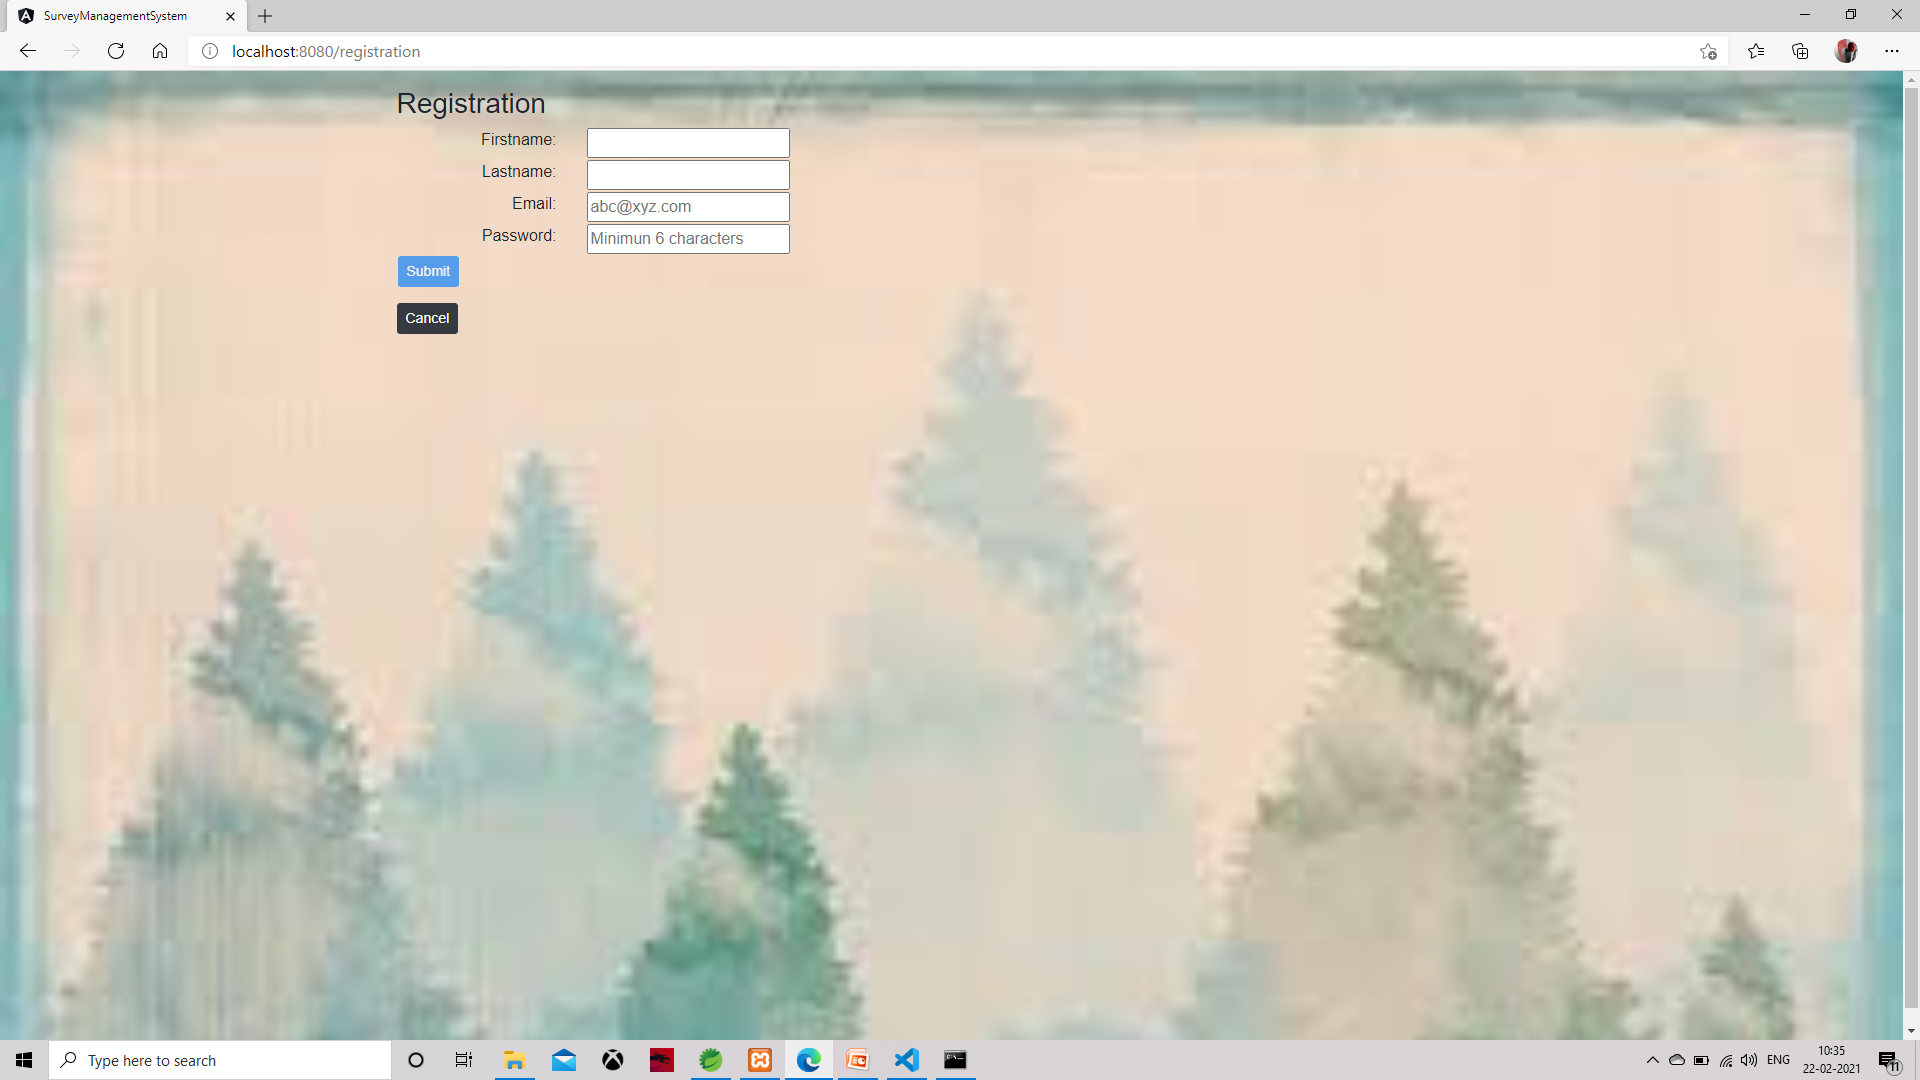 SurveyManagementSystem
localhost:8080/registration
Registration
Firstname:
Lastname:
Email: abc@xyz.com
Password: Minimun 6 characters
Submit
Cancel
Type here to search
ENG
10:35
22-02-2021
11